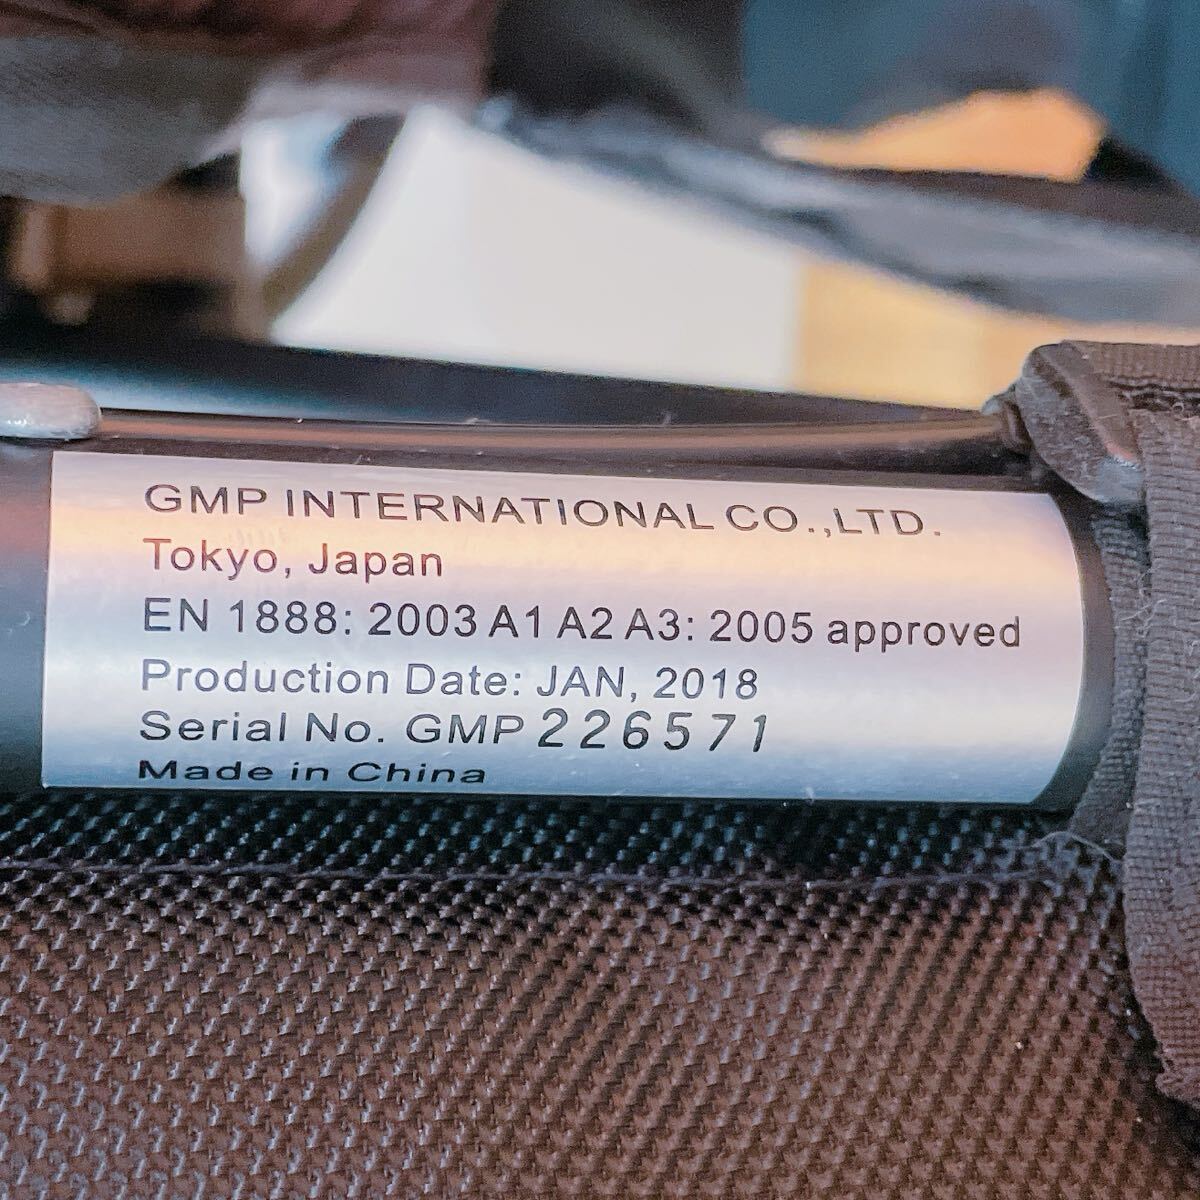 GMP INTERNATIONAL CO.,LTD.
Tokyo, Japan
EN 1888: 2003 A1 A2 A3: 2005 approved
Production Date: JAN, 2018
Serial No. GMP 226571
Made in China